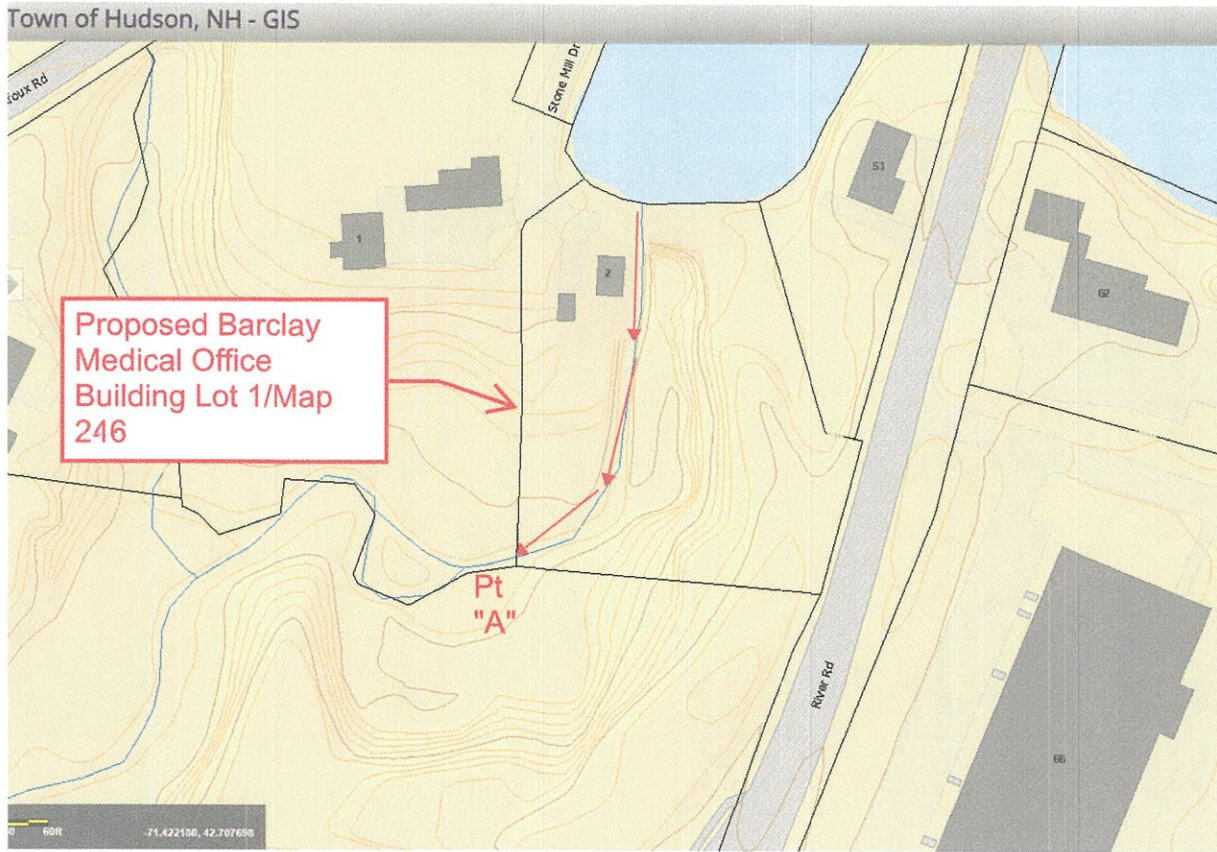 Town of Hudson, NH - GIS
Stone Mill Dr
53
62
1
2
Proposed Barclay
Medical Office
Building Lot 1/Map
246
Pt
"A"
River Rd
66
60ft
-71.422180, 42.707698